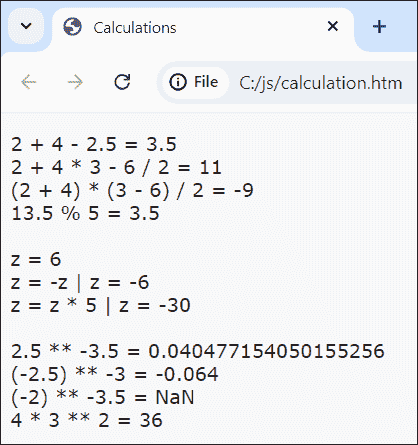 Calculations
File C:/js/calculation.htm
2 + 4 - 2.5 = 3.5
2 + 4 * 3 - 6 / 2 = 11
(2 + 4) * (3 - 6) / 2 = -9
13.5 % 5 = 3.5
z = 6
z = -z | z = -6
z = z * 5 | z = -30
2.5 ** -3.5 = 0.040477154050155256
(-2.5) ** -3 = -0.064
(-2) ** -3.5 = NaN
4 * 3 ** 2 = 36